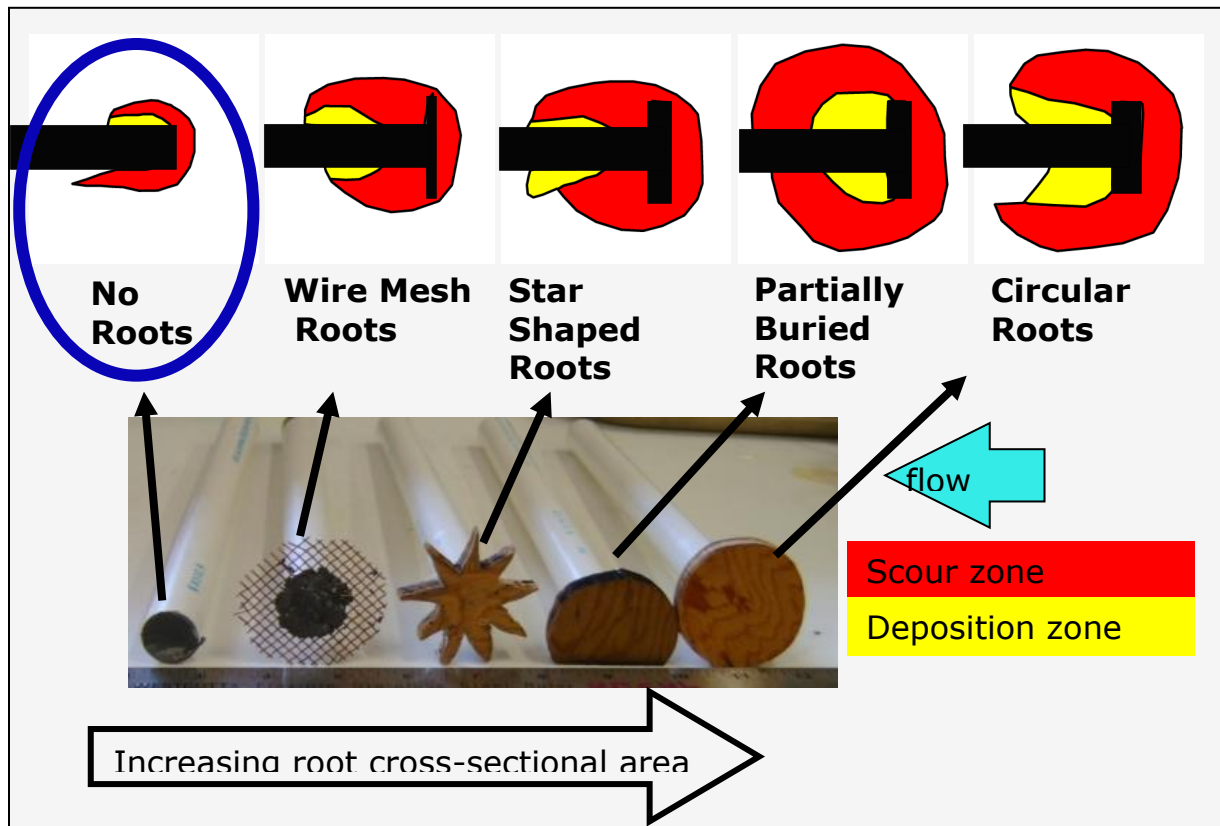 No
Roots
Wire Mesh
Roots
Star
Shaped
Roots
Partially
Buried
Roots
Circular
Roots
flow
Scour zone
Deposition zone
Increasing root cross-sectional area